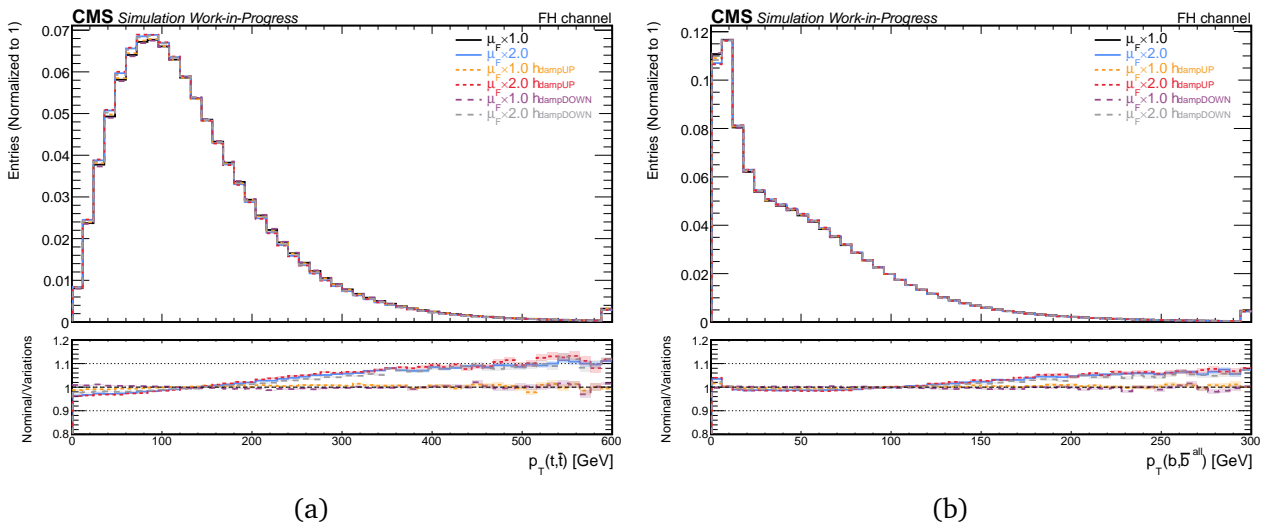 CMS Simulation Work-in-Progress FH channel
Entries (Normalized to 1)
0.07
0.06
0.05
0.04
0.03
0.02
0.01
0
μF×1.0
μF×2.0
μF×1.0 hdampUP
μF×2.0 hdampUP
μF×1.0 hdampDOWN
μF×2.0 hdampDOWN
Nominal/Variations
1.2
1.1
1
0.9
0.8
0 100 200 300 400 500 600
pT(t,t̄) [GeV]
(a)
CMS Simulation Work-in-Progress FH channel
Entries (Normalized to 1)
0.12
0.1
0.08
0.06
0.04
0.02
0
μF×1.0
μF×2.0
μF×1.0 hdampUP
μF×2.0 hdampUP
μF×1.0 hdampDOWN
μF×2.0 hdampDOWN
Nominal/Variations
1.2
1.1
1
0.9
0.8
0 50 100 150 200 250 300
pT(b,b̄ all) [GeV]
(b)